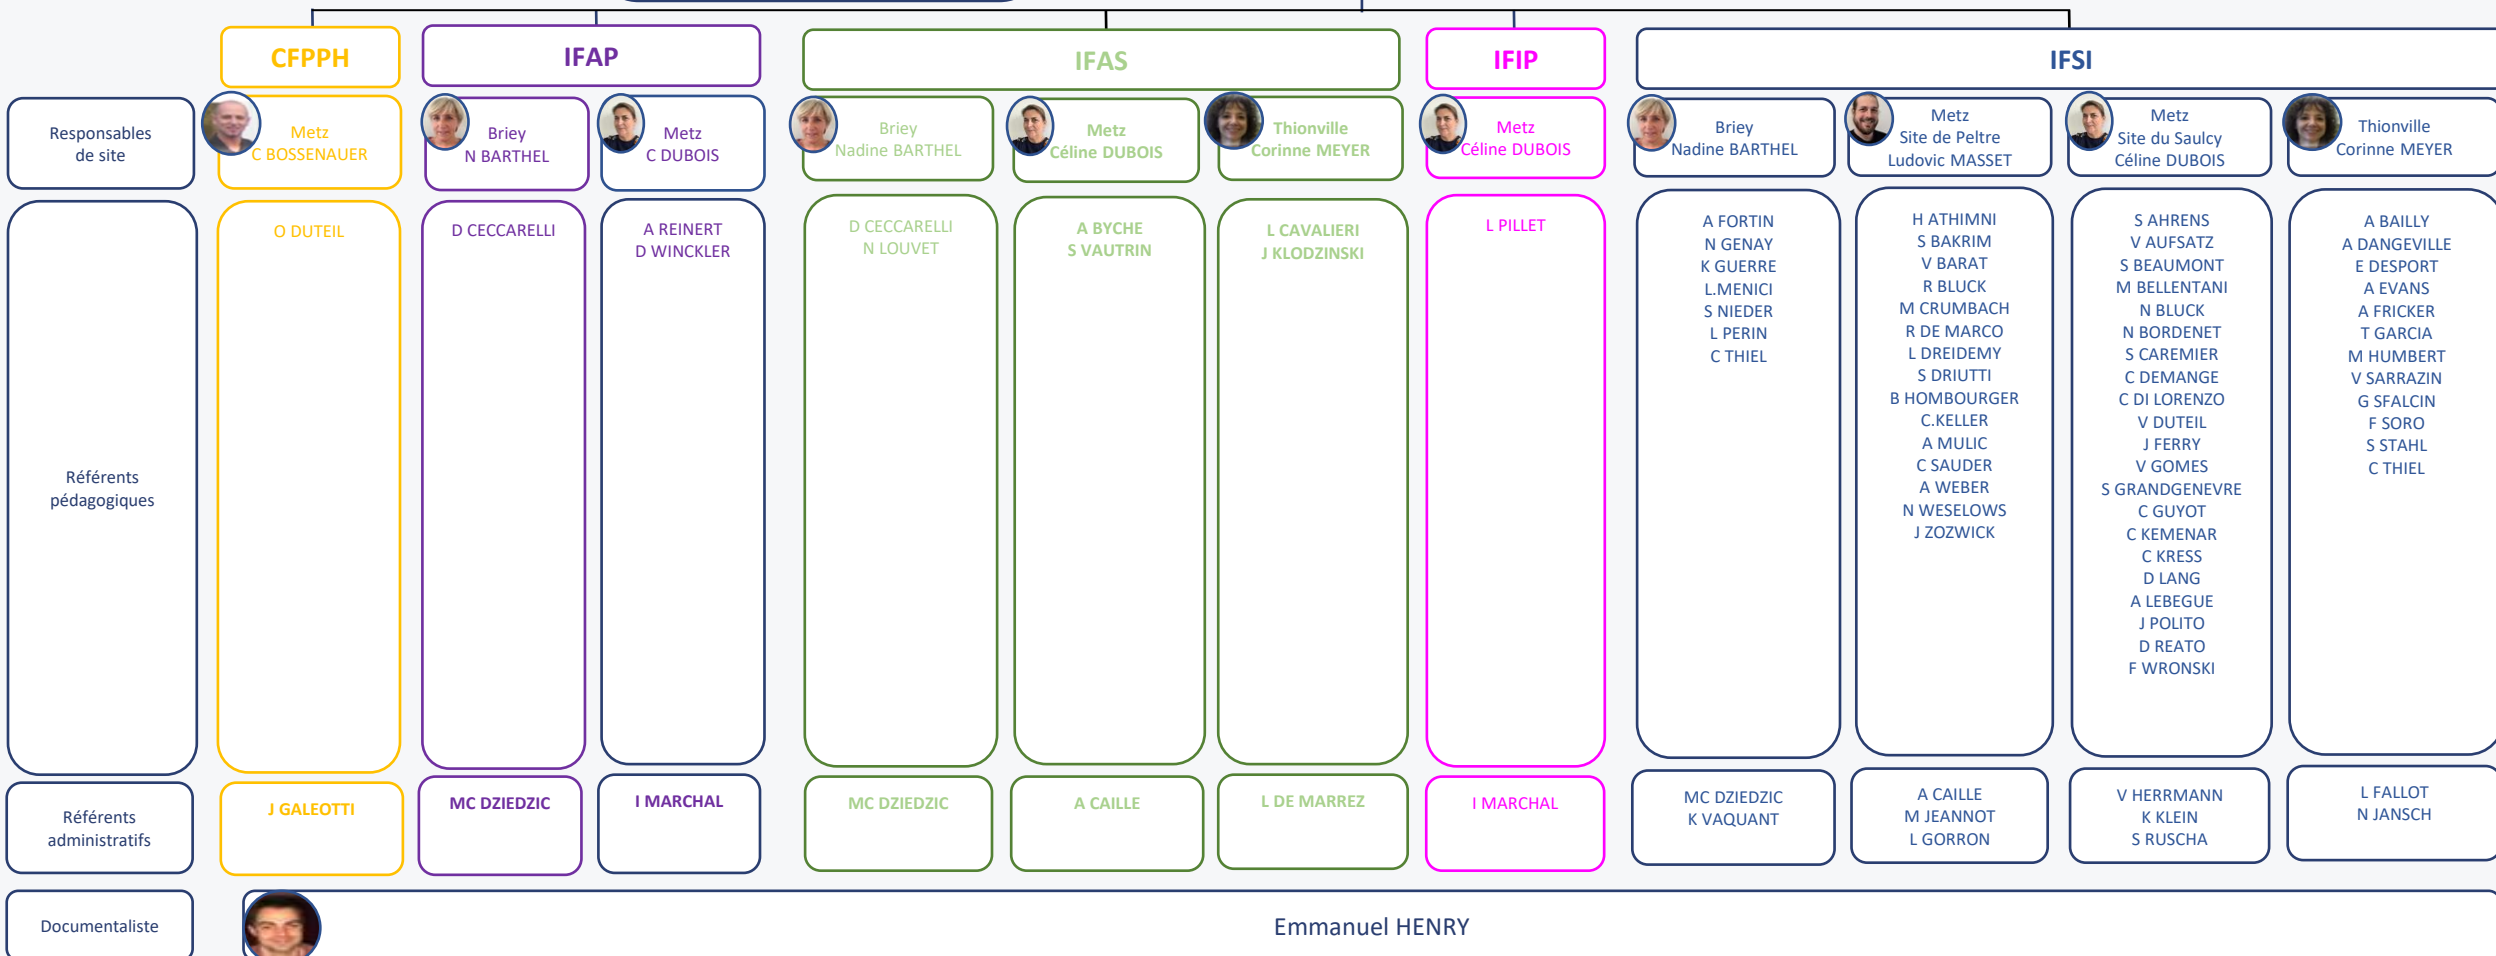 CFPPH
IFAP
IFAS
IFIP
IFSI
Responsables
de site
Metz
C BOSSENAUER
Briey
N BARTHEL
Metz
C DUBOIS
Briey
Nadine BARTHEL
Metz
Céline DUBOIS
Thionville
Corinne MEYER
Metz
Céline DUBOIS
Briey
Nadine BARTHEL
Metz
Site de Peltre
Ludovic MASSET
Metz
Site du Saulcy
Céline DUBOIS
Thionville
Corinne MEYER
Référents
pédagogiques
O DUTEIL
D CECCARELLI
A REINERT
D WINCKLER
D CECCARELLI
N LOUVET
A BYCHE
S VAUTRIN
L CAVALIERI
J KLODZINSKI
L PILLET
A FORTIN
N GENAY
K GUERRE
L.MENICI
S NIEDER
L PERIN
C THIEL
H ATHIMNI
S BAKRIM
V BARAT
R BLUCK
M CRUMBACH
R DE MARCO
L DREIDEMY
S DRIUTTI
B HOMBOURGER
C.KELLER
A MULIC
C SAUDER
A WEBER
N WESELOWS
J ZOZWICK
S AHRENS
V AUFSATZ
S BEAUMONT
M BELLENTANI
N BLUCK
N BORDENET
S CAREMIER
C DEMANGE
C DI LORENZO
V DUTEIL
J FERRY
V GOMES
S GRANDGENEVRE
C GUYOT
C KEMENAR
C KRESS
D LANG
A LEBEGUE
J POLITO
D REATO
F WRONSKI
A BAILLY
A DANGEVILLE
E DESPORT
A EVANS
A FRICKER
T GARCIA
M HUMBERT
V SARRAZIN
G SFALCIN
F SORO
S STAHL
C THIEL
Référents
administratifs
J GALEOTTI
MC DZIEDZIC
I MARCHAL
MC DZIEDZIC
A CAILLE
L DE MARREZ
I MARCHAL
MC DZIEDZIC
K VAQUANT
A CAILLE
M JEANNOT
L GORRON
V HERRMANN
K KLEIN
S RUSCHA
L FALLOT
N JANSCH
Documentaliste
Emmanuel HENRY